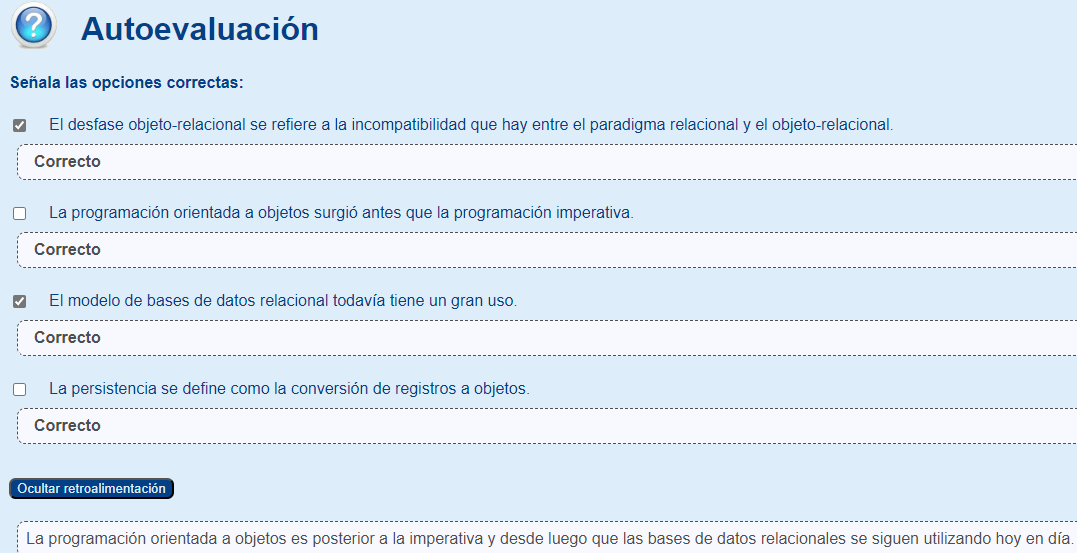 Autoevaluación
Señala las opciones correctas:
El desfase objeto-relacional se refiere a la incompatibilidad que hay entre el paradigma relacional y el objeto-relacional.
Correcto
La programación orientada a objetos surgió antes que la programación imperativa.
Correcto
El modelo de bases de datos relacional todavía tiene un gran uso.
Correcto
La persistencia se define como la conversión de registros a objetos.
Correcto
Ocultar retroalimentación
La programación orientada a objetos es posterior a la imperativa y desde luego que las bases de datos relacionales se siguen utilizando hoy en día.